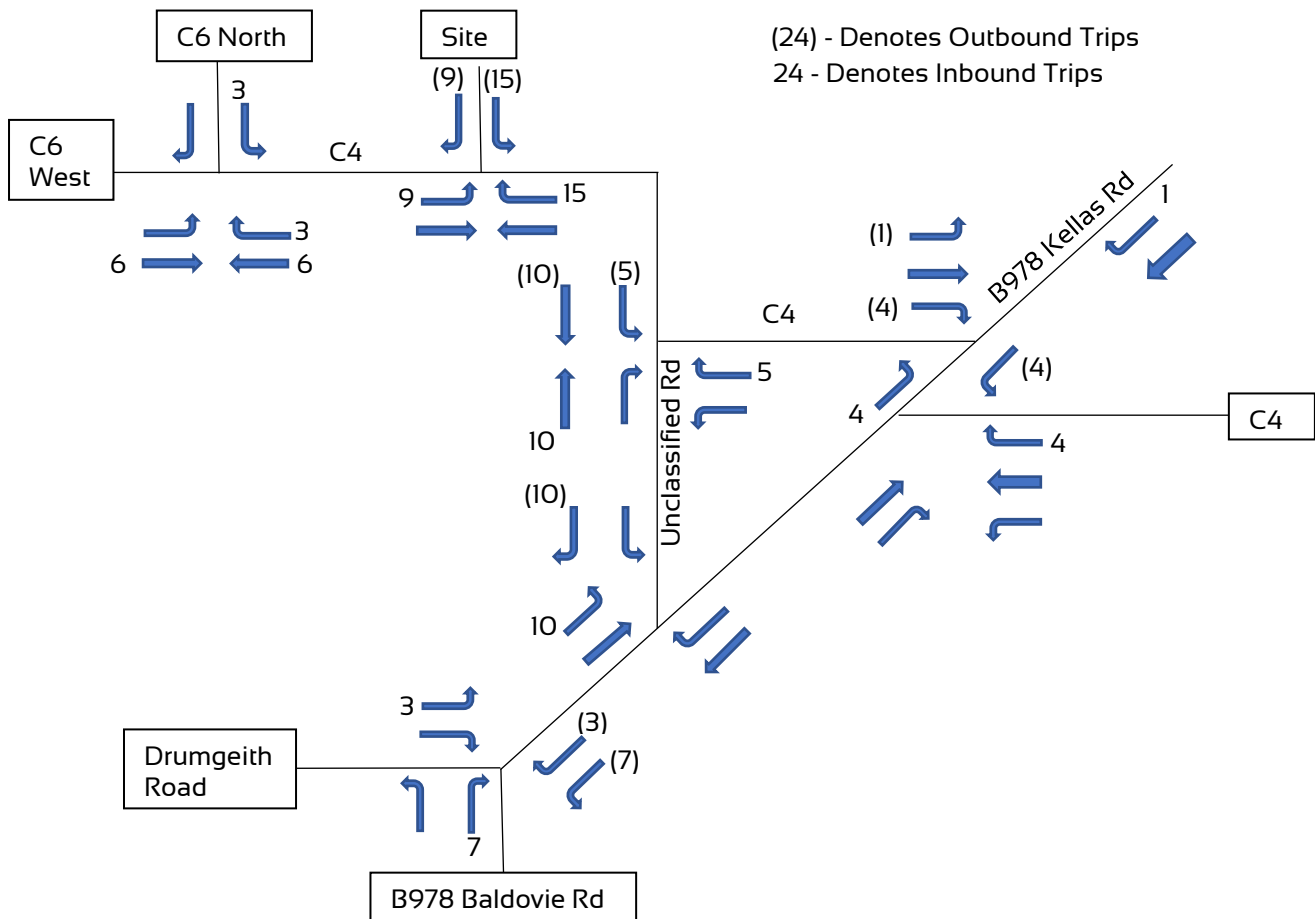 C6 North
Site
(24) - Denotes Outbound Trips
24 - Denotes Inbound Trips
3
(9)
(15)
C6
West
C4
9
15
3
6
6
B978 Kellas Rd
1
(1)
(10)
(5)
C4
(4)
Unclassified Rd
5
4
(4)
C4
10
4
(10)
10
3
(3)
(7)
Drumgeith
Road
7
B978 Baldovie Rd